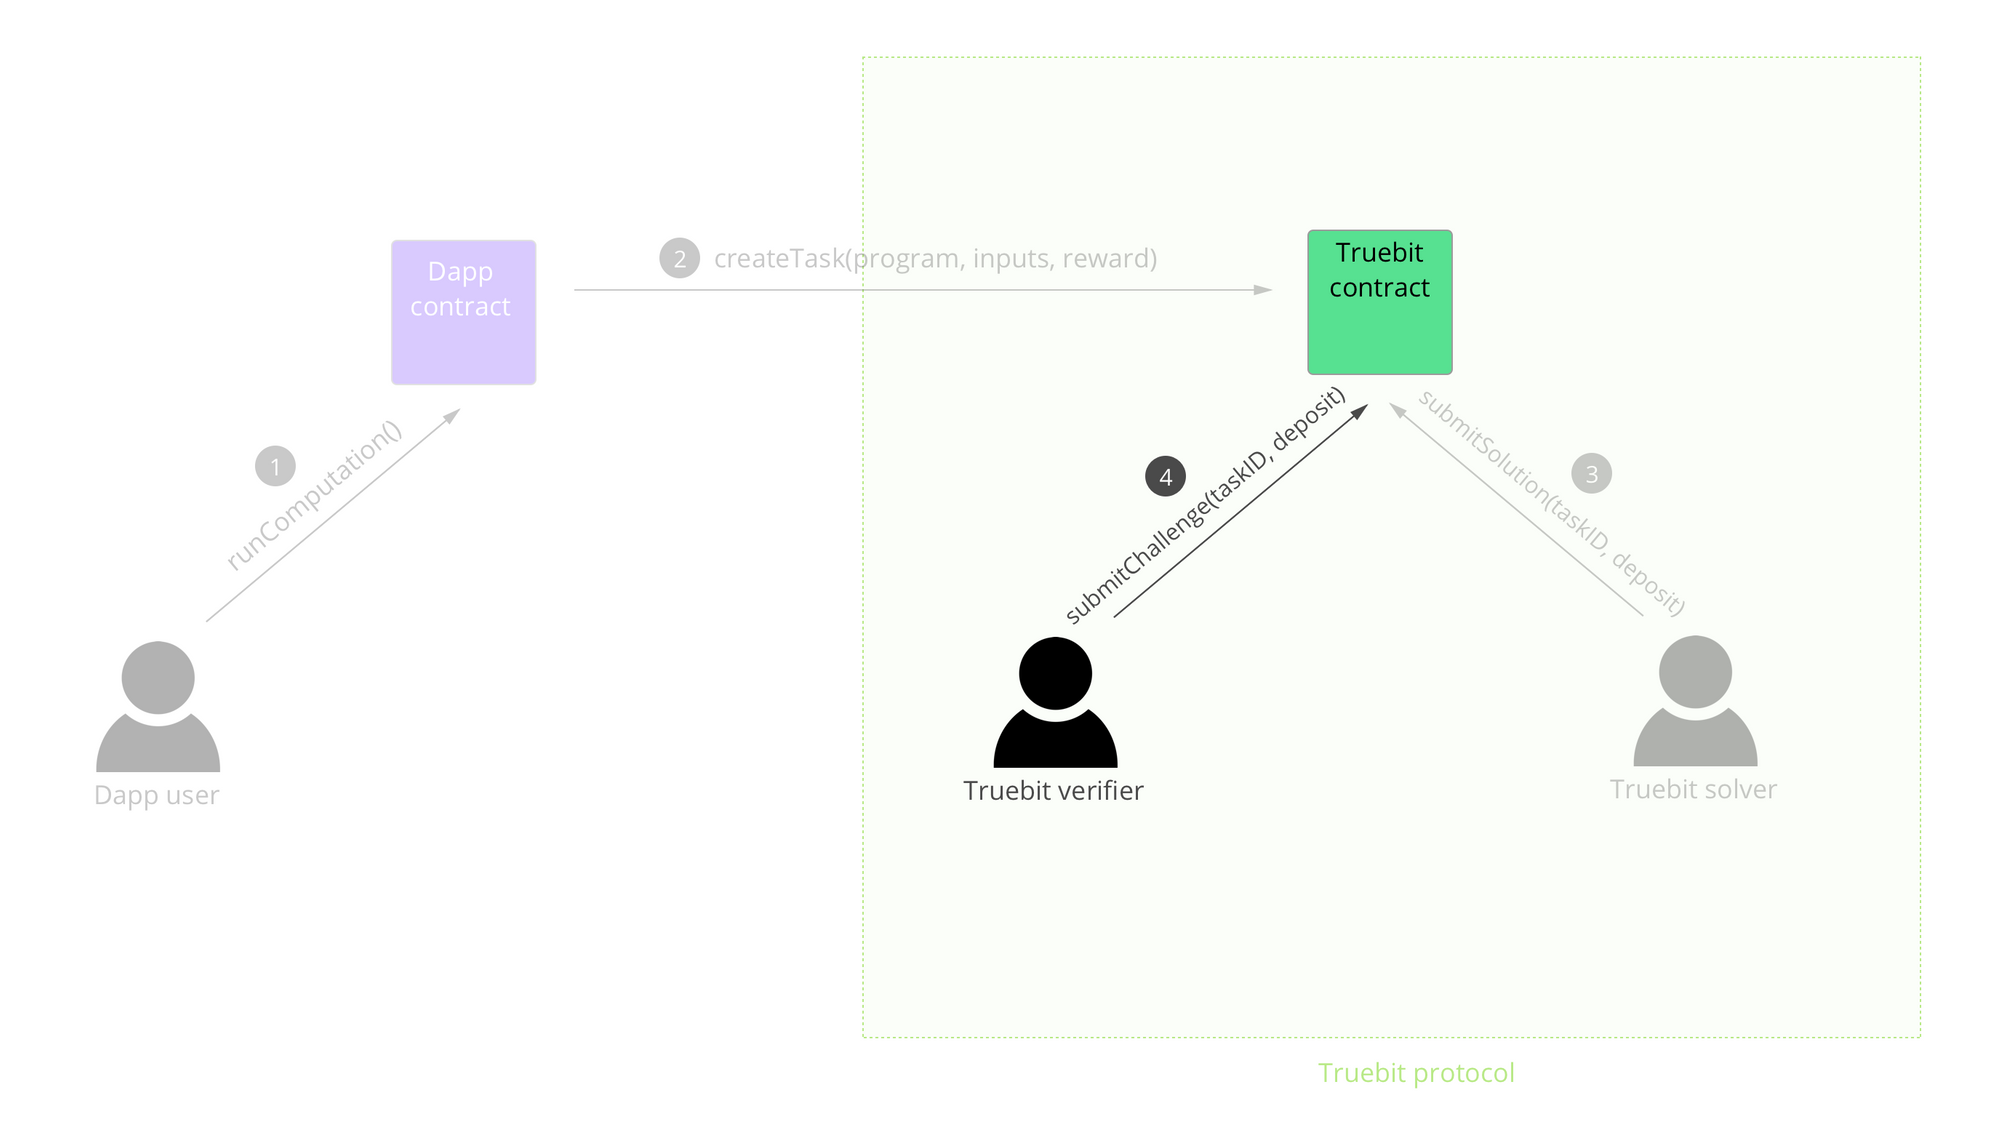 Dapp
contract
2
createTask(program, inputs, reward)
Truebit
contract
1
runComputation()
4
submitChallenge(taskID, deposit)
submitSolution(taskID, deposit)
3
Dapp user
Truebit verifier
Truebit solver
Truebit protocol